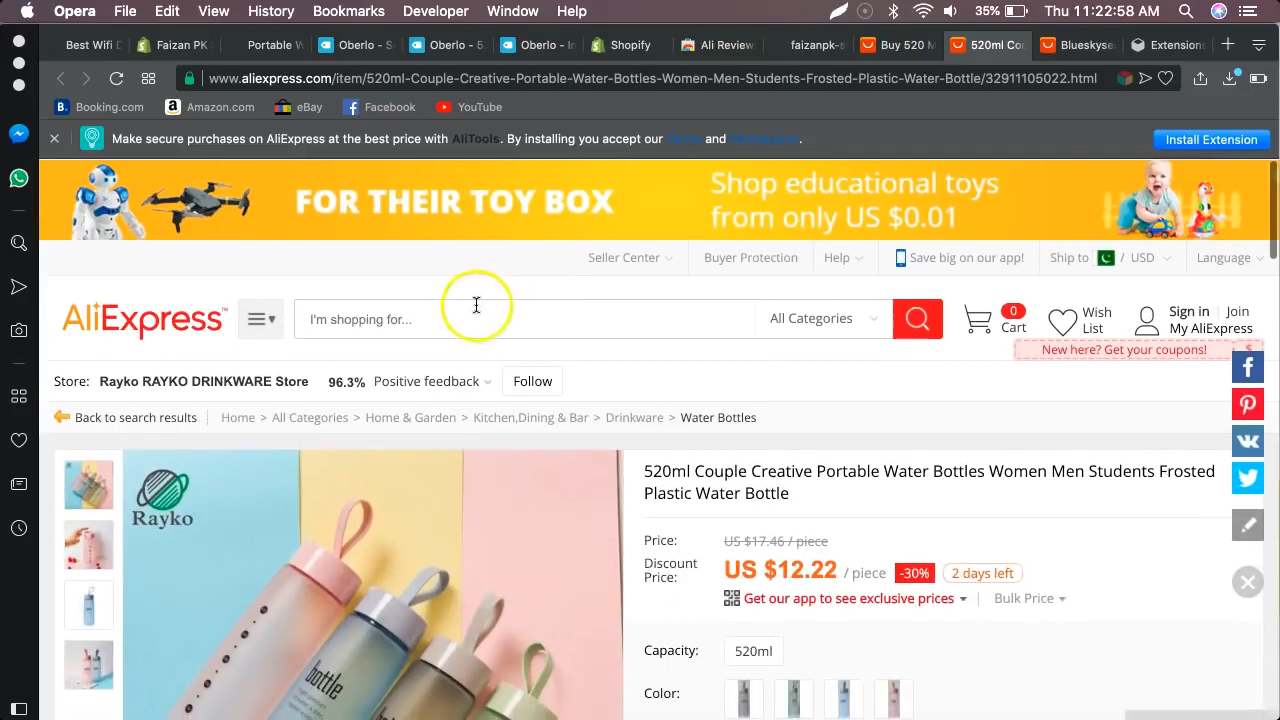 Opera File Edit View History Bookmarks Developer Window Help 35% Thu 11:22:58 AM
Best Wifi Faizan PK Portable W Oberlo - S Oberlo - 5 Oberlo - In Shopify Ali Review faizanpk-s Buy 520 M 520ml Co Blueskyse Extensions
www.aliexpress.com/item/520ml-Couple-Creative-Portable-Water-Bottles-Women-Men-Students-Frosted-Plastic-Water-Bottle/32911105022.html
Booking.com Amazon.com eBay Facebook YouTube
Make secure purchases on AliExpress at the best price with AliTools. By installing you accept our Terms and . Install Extension
FOR THEIR TOY BOX
Shop educational toys
from only US $0.01
Seller Center Buyer Protection Help Save big on our app! Ship to / USD Language
AliExpress I'm shopping for... All Categories 0 Cart Wish List Sign in Join My AliExpress
New here? Get your coupons! $
Store: Rayko RAYKO DRINKWARE Store 96.3% Positive feedback Follow
Back to search results Home > All Categories > Home & Garden > Kitchen,Dining & Bar > Drinkware > Water Bottles
Rayko
bottle
520ml Couple Creative Portable Water Bottles Women Men Students Frosted
Plastic Water Bottle
Price: US $17.46 / piece
Discount Price: US $12.22 / piece -30% 2 days left
Get our app to see exclusive prices Bulk Price
Capacity: 520ml
Color: